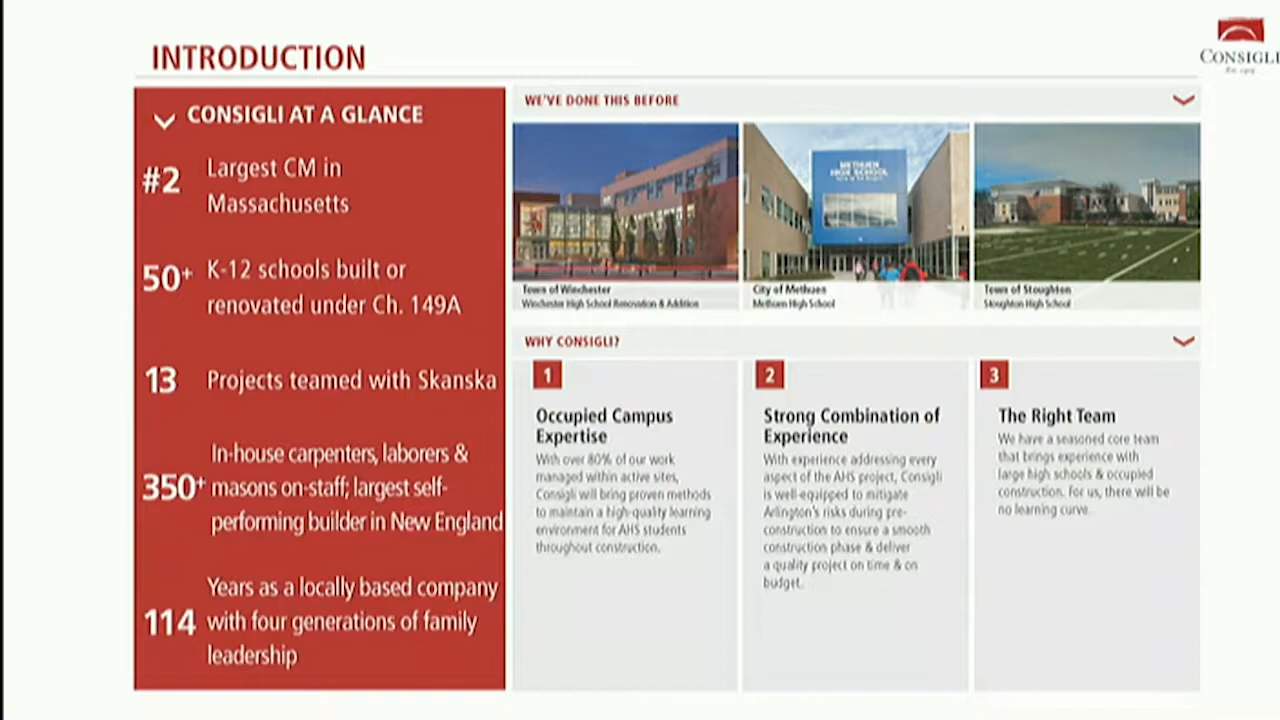 INTRODUCTION
CONSIGLI
CONSIGLI AT A GLANCE
#2 Largest CM in
Massachusetts
50+ K-12 schools built or
renovated under Ch. 149A
13 Projects teamed with Skanska
In-house carpenters, laborers &
350+ masons on-staff; largest self-
performing builder in New England
Years as a locally based company
114 with four generations of family
leadership
WE'VE DONE THIS BEFORE
METHUEN
HIGH SCHOOL
Town of Winchester
Winchester High School Renovation & Addition
City of Methuen
Methuen High School
Town of Stoughton
Stoughton High School
WHY CONSIGLI?
1
Occupied Campus
Expertise
With over 80% of our work
managed within active sites,
Consigli will bring proven methods
to maintain a high-quality learning
environment for AHS students
throughout construction.
2
Strong Combination of
Experience
With experience addressing every
aspect of the AHS project, Consigli
is well-equipped to mitigate
Arlington's risks during pre-
construction to ensure a smooth
construction phase & deliver
a quality project on time & on
budget.
3
The Right Team
We have a seasoned core team
that brings experience with
large high schools & occupied
construction. For us, there will be
no learning curve.